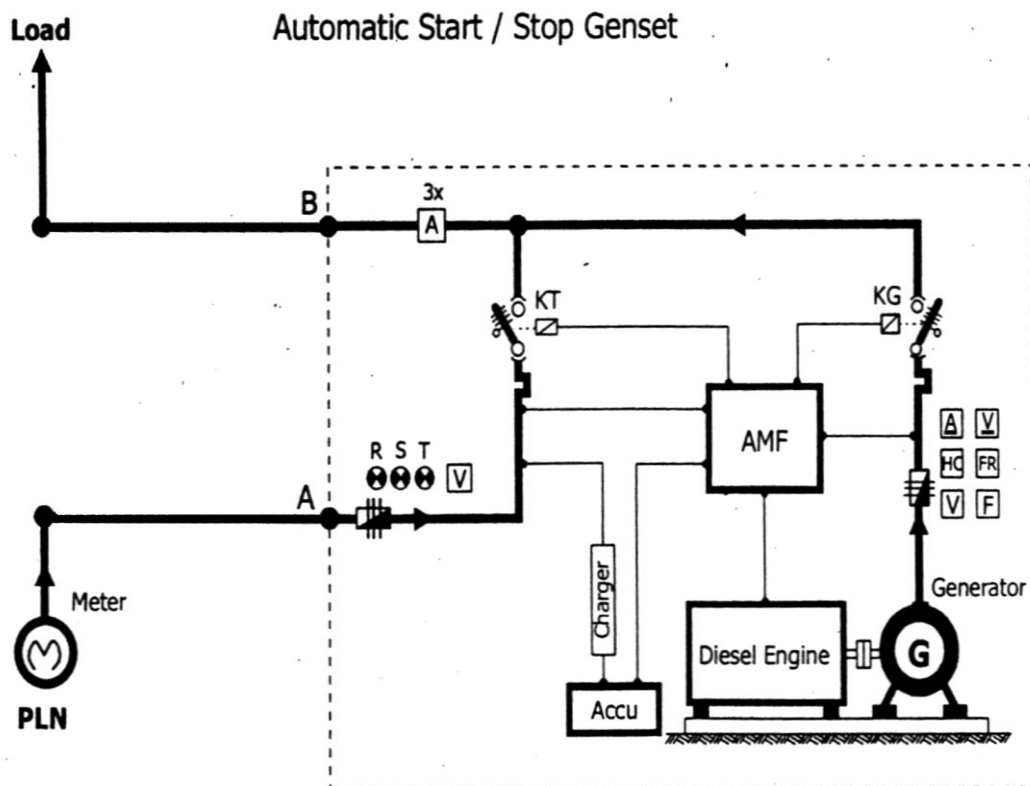 Automatic Start / Stop Genset
Load
B
3x
A
KT
KG
AMF
R S T
V
A
A V
HC FR
V F
Meter
PLN
Charger
Accu
Diesel Engine
Generator
G